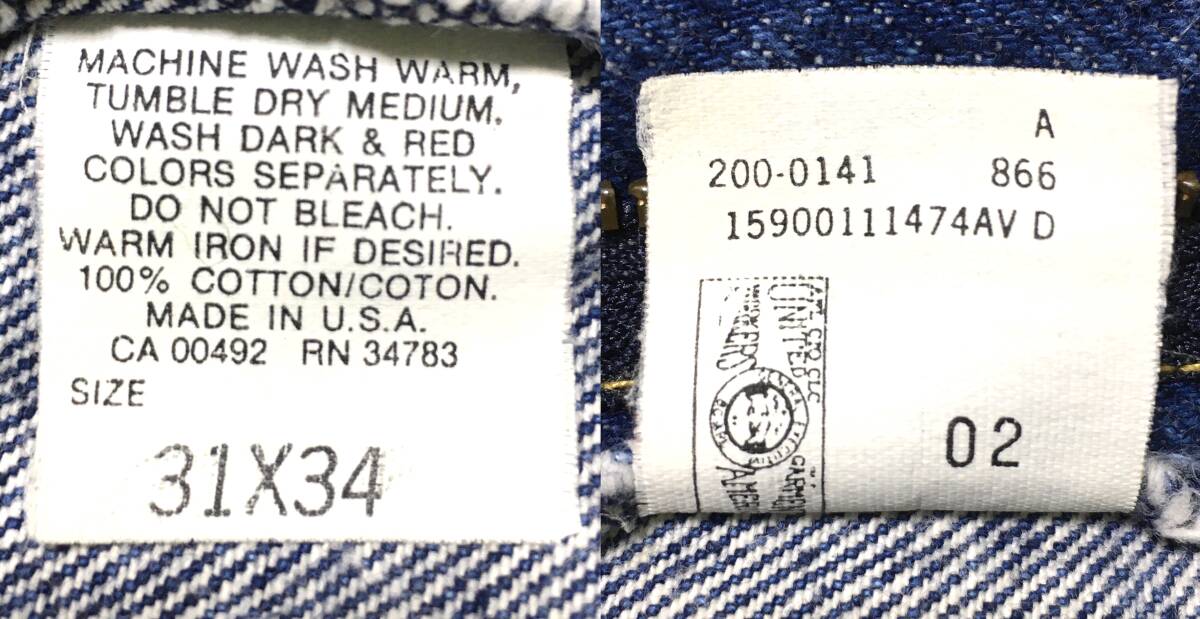 MACHINE WASH WARM,
TUMBLE DRY MEDIUM.
WASH DARK & RED
COLORS SEPARATELY.
DO NOT BLEACH.
WARM IRON IF DESIRED.
100% COTTON/COTON.
MADE IN U.S.A.
CA 00492 RN 34783
SIZE
31X34
A
200-0141 866
15900111474AV D
UNITED
02